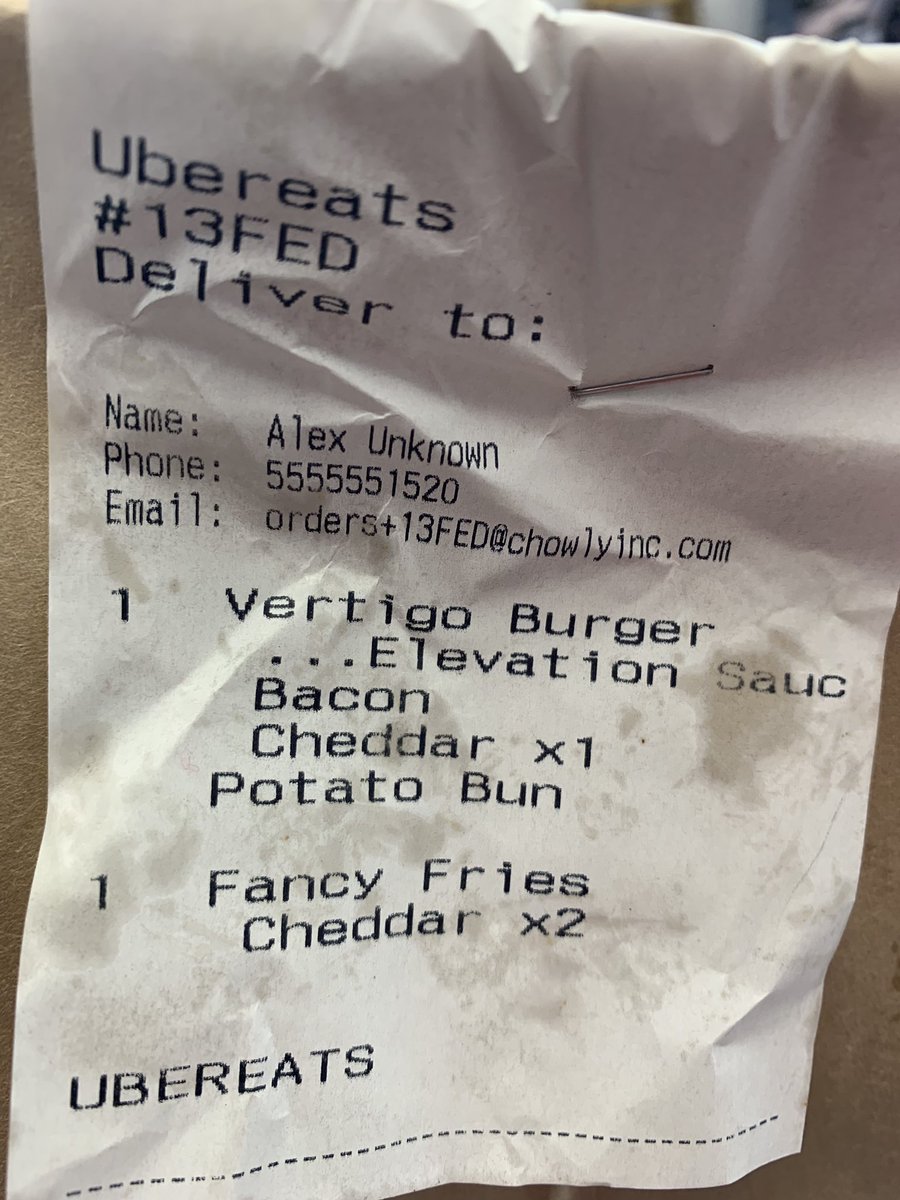 Ubereats
#13FED
Deliver to:
Name: Alex Unknown
Phone: 5555551520
Email: orders+13FED@chowlyinc.com
1 Vertigo Burger
...Elevation Sauc
Bacon
Cheddar x1
Potato Bun
1 Fancy Fries
Cheddar x2
UBEREATS